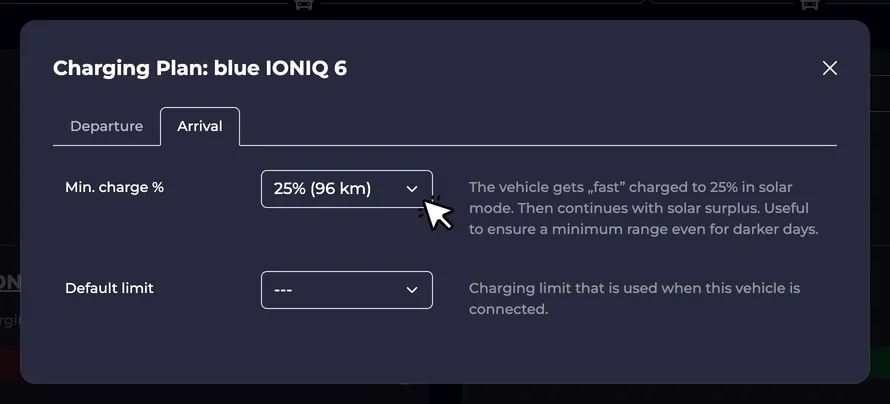 Charging Plan: blue IONIQ 6
Departure
Arrival
Min. charge %
25% (96 km)
The vehicle gets „fast” charged to 25% in solar
mode. Then continues with solar surplus. Useful
to ensure a minimum range even for darker days.
Default limit
---
Charging limit that is used when this vehicle is
connected.